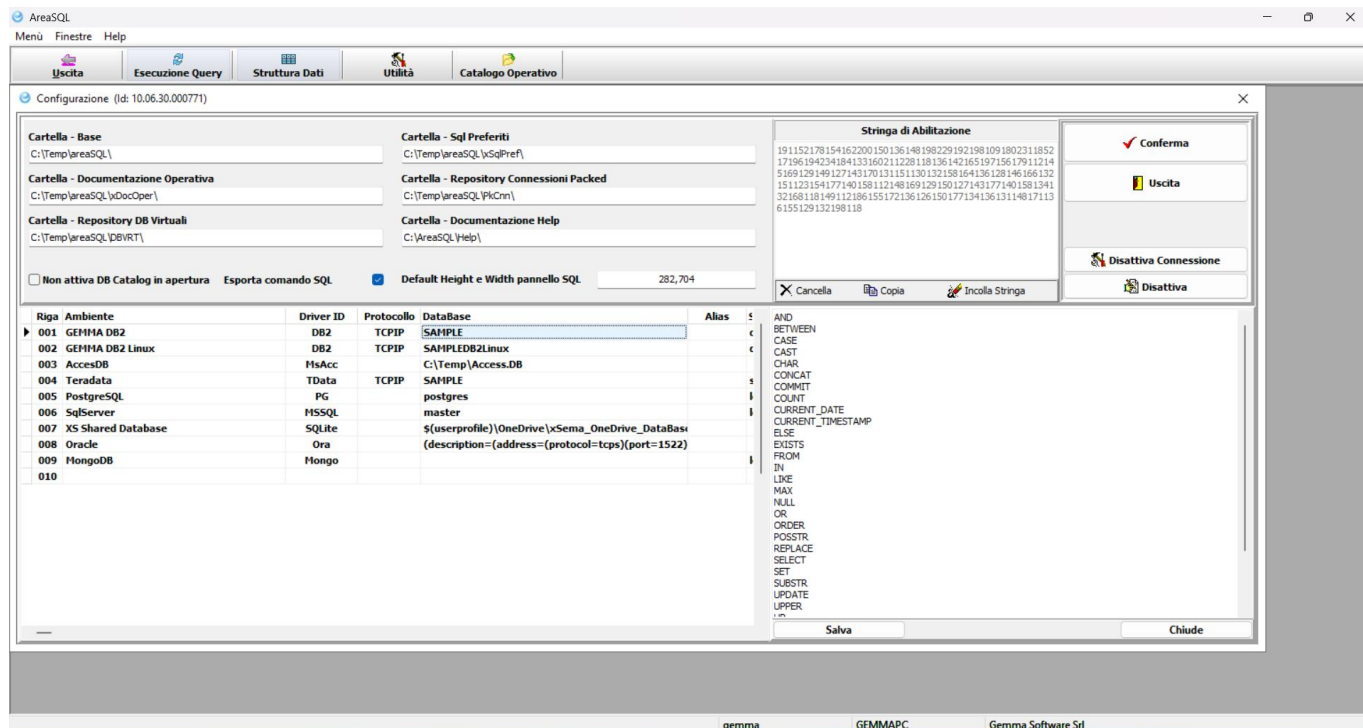 AreaSQL
Menù Finestre Help
Uscita Esecuzione Query Struttura Dati Utilità Catalogo Operativo
Configurazione (Id: 10.06.30.000771)
Cartella - Base
C:\Temp\areaSQL\
Cartella - Documentazione Operativa
C:\Temp\areaSQL\xDocOper\
Cartella - Repository DB Virtuali
C:\Temp\areaSQL\DBVRT\
Cartella - Sql Preferiti
C:\Temp\areaSQL\xSqlPref\
Cartella - Repository Connessioni Packed
C:\Temp\areaSQL\PkCnn\
Cartella - Documentazione Help
C:\AreaSQL\Help\
Non attiva DB Catalog in apertura Esporta comando SQL Default Height e Width pannello SQL 282,704
Stringa di Abilitazione
Cancella Copia Incolla Stringa
Conferma
Uscita
Disattiva Connessione
Disattiva
Riga Ambiente Driver ID Protocollo DataBase Alias
001 GEMMA DB2 DB2 TCPIP SAMPLE
002 GEMMA DB2 Linux DB2 TCPIP SAMPLEDB2Linux
003 AccesDB MsAcc C:\Temp\Access.DB
004 Teradata TData TCPIP SAMPLE
005 PostgreSQL PG postgres
006 SqlServer MSSQL master
007 XS Shared Database SQLite $(userprofile)\OneDrive\xSema_OneDrive_DataBas
008 Oracle Ora (description=(address=(protocol=tcps)(port=1522)
009 MongoDB Mongo
010
AND
BETWEEN
CASE
CAST
CHAR
CONCAT
COMMIT
COUNT
CURRENT_DATE
CURRENT_TIMESTAMP
ELSE
EXISTS
FROM
IN
LIKE
MAX
NULL
OR
ORDER
POSSTR
REPLACE
SELECT
SET
SUBSTR
UPDATE
UPPER
Salva Chiude
gemma GEMMAPC Gemma Software Srl